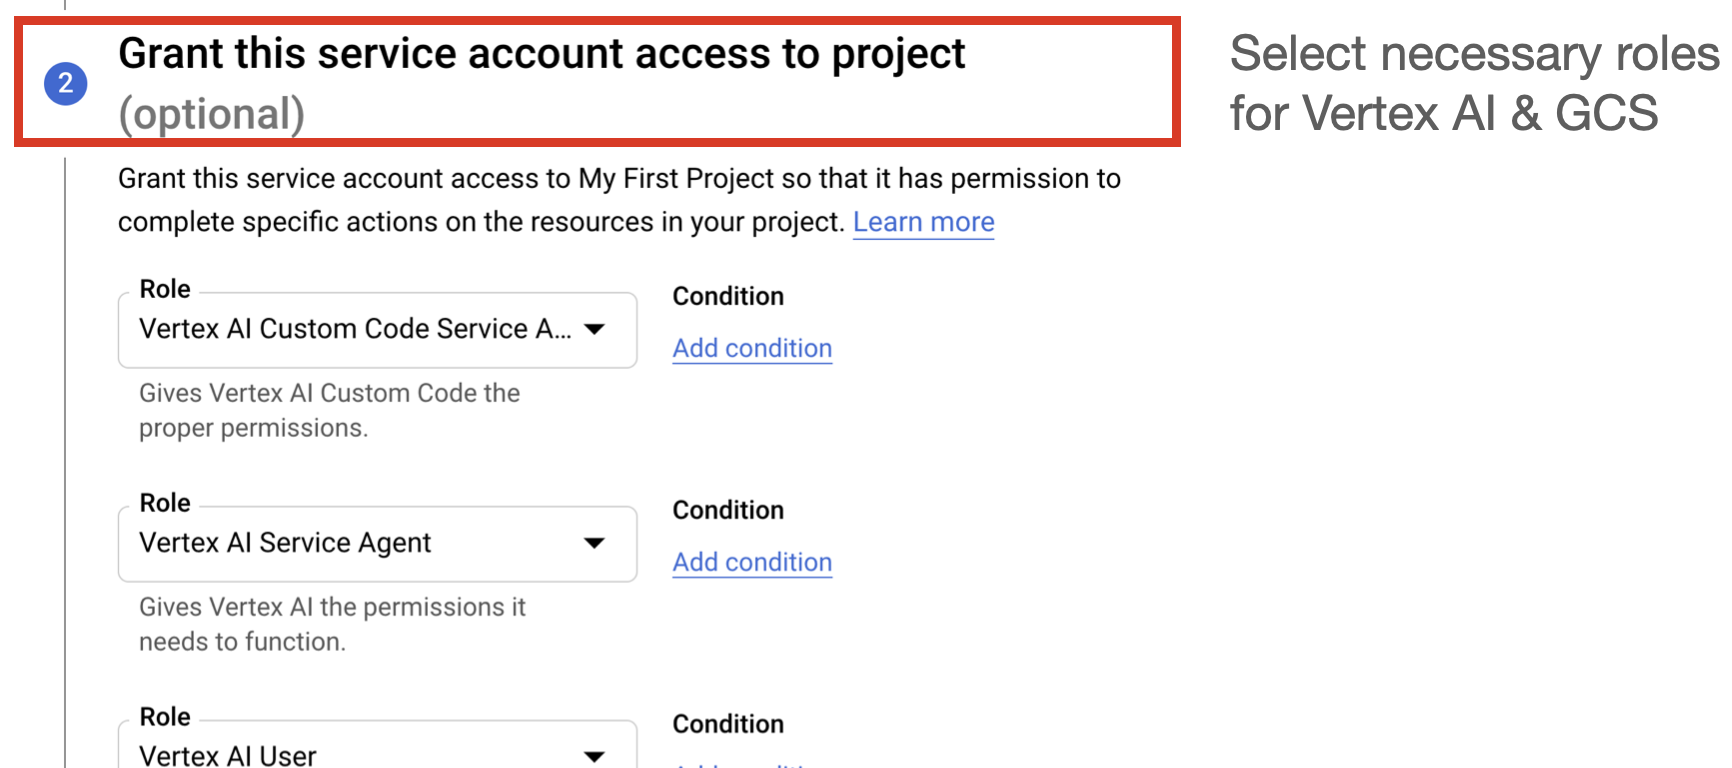 2
Grant this service account access to project
(optional)
Select necessary roles
for Vertex AI & GCS
Grant this service account access to My First Project so that it has permission to
complete specific actions on the resources in your project. Learn more
Role
Vertex AI Custom Code Service A...
Condition
Add condition
Gives Vertex AI Custom Code the
proper permissions.
Role
Vertex AI Service Agent
Condition
Add condition
Gives Vertex AI the permissions it
needs to function.
Role
Vertex AI User
Condition